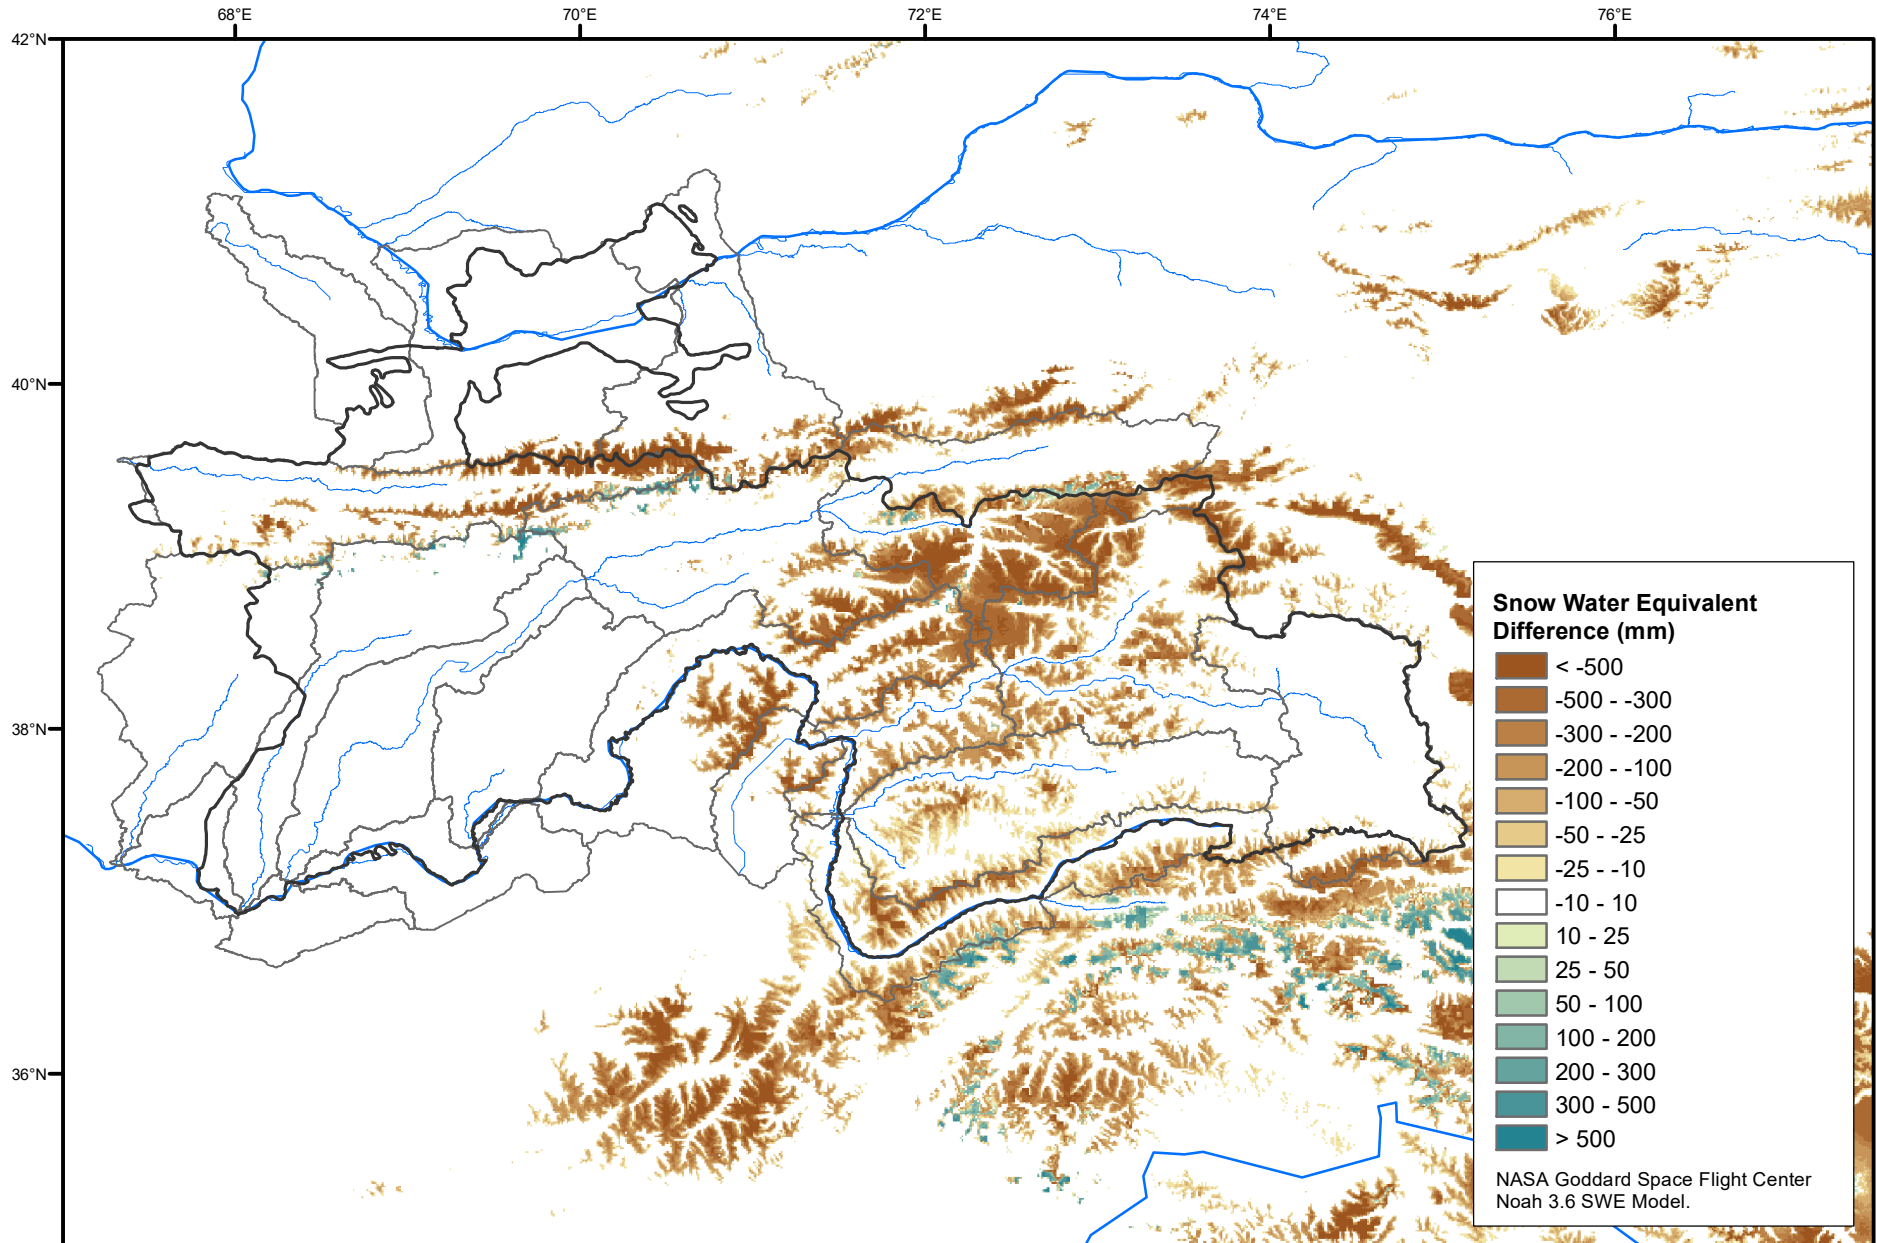 68°E 70°E 72°E 74°E 76°E
42°N
40°N
38°N
36°N
Snow Water Equivalent
Difference (mm)
< -500
-500 - -300
-300 - -200
-200 - -100
-100 - -50
-50 - -25
-25 - -10
-10 - 10
10 - 25
25 - 50
50 - 100
100 - 200
200 - 300
300 - 500
> 500
NASA Goddard Space Flight Center
Noah 3.6 SWE Model.